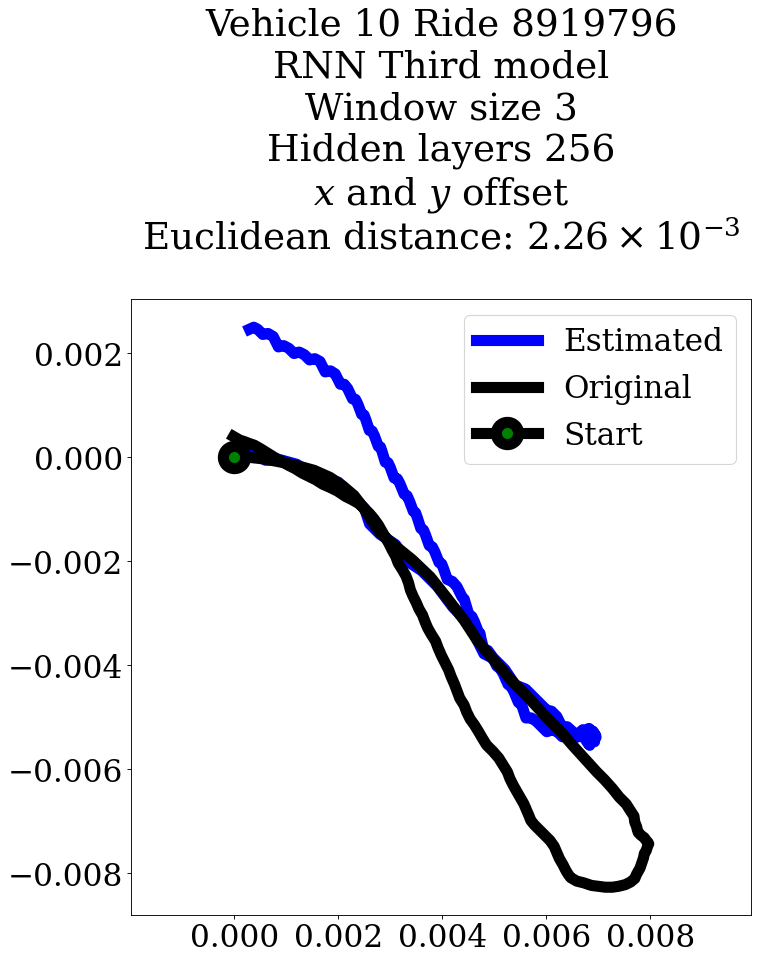 Vehicle 10 Ride 8919796
RNN Third model
Window size 3
Hidden layers 256
x and y offset
Euclidean distance: 2.26 × 10⁻³
Estimated
Original
Start
0.002
0.000
−0.002
−0.004
−0.006
−0.008
0.000 0.002 0.004 0.006 0.008